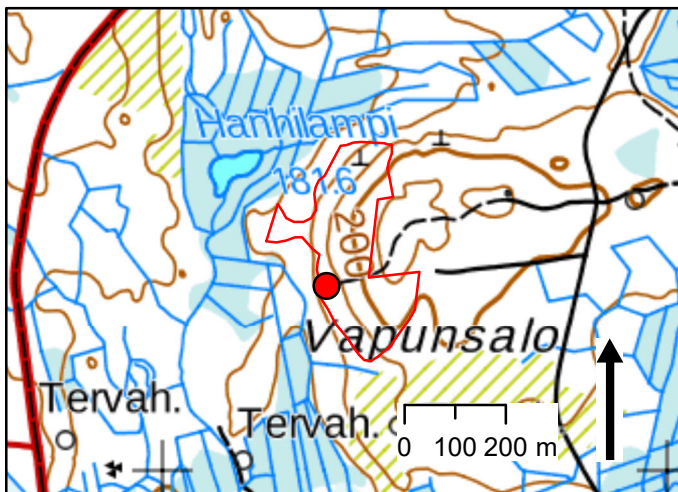 Hanhilampi
181.6
200
Vapunsalo
Tervah.
Tervah.
0 100 200 m